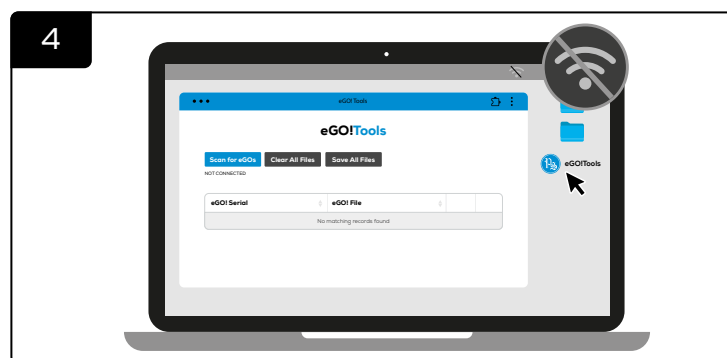 4
eGO! Tools
eGO!Tools
Scan for eGOs Clear All Files Save All Files
NOT CONNECTED
eGO!Tools
eGO! Serial eGO! File
No matching records found